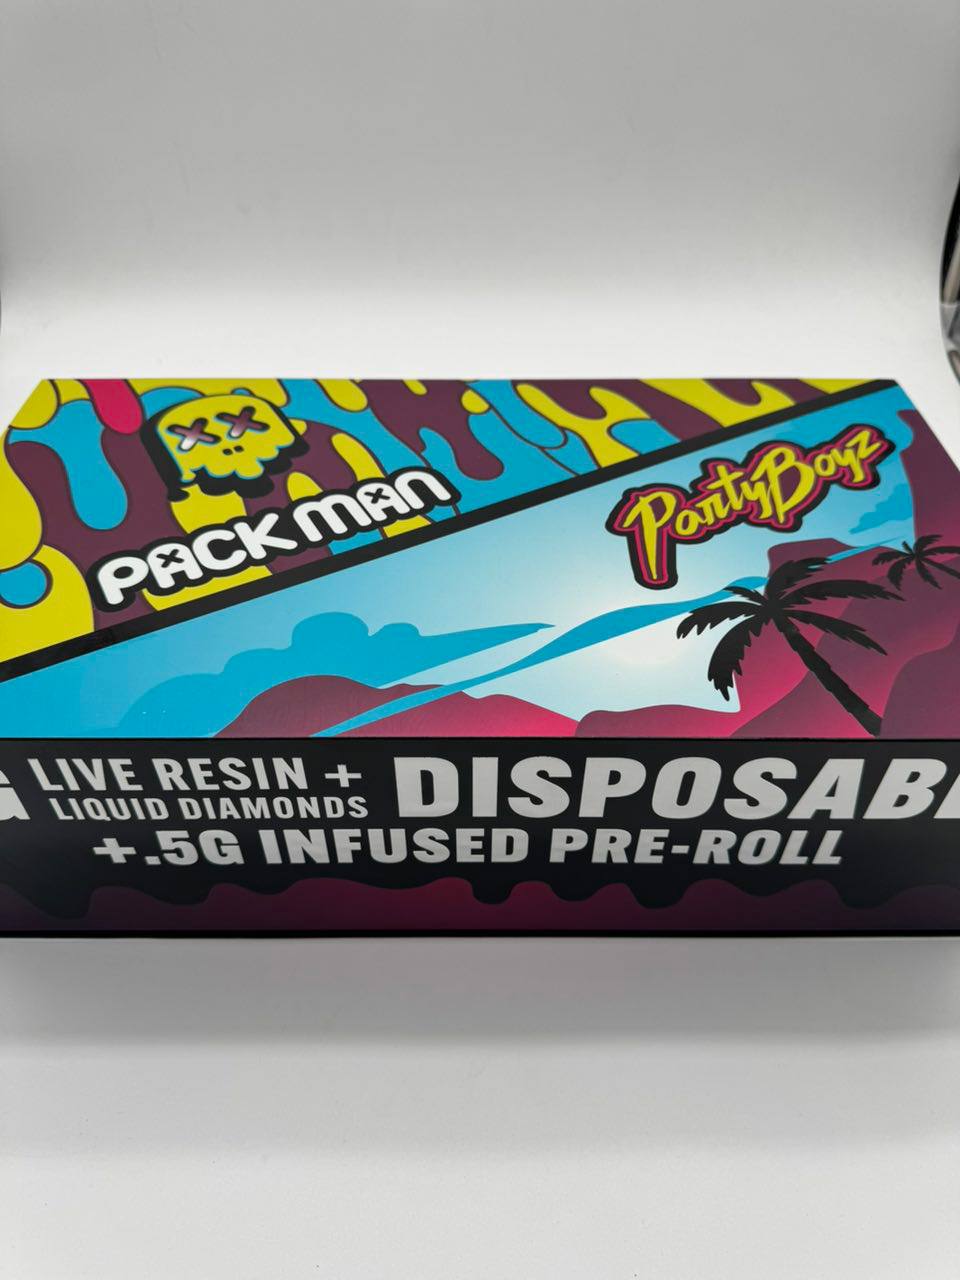 PACKMAN
PartyBoyz
G LIVE RESIN + DISPOSAB
LIQUID DIAMONDS
+.5G INFUSED PRE-ROLL